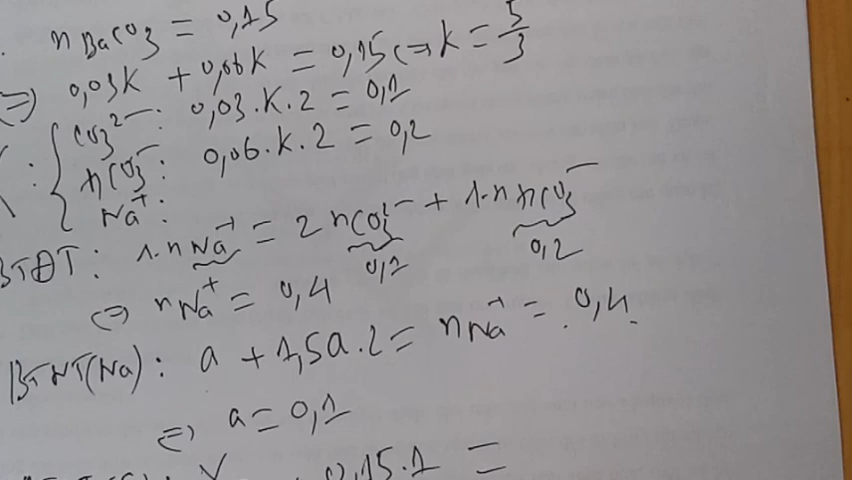 n BaCO3 = 0,15
⇔ 0,03k + 0,06k = 0,15 ⇔ k = 5/3
CO3^2-: 0,03.k.2 = 0,1
HCO3^-: 0,06.k.2 = 0,2
Na^+:
BTĐT: 1.n Na^+ = 2 n CO3^2- + 1.n HCO3^-
0,1 0,2
⇔ n Na^+ = 0,4
BTNT(Na): a + 1,5a.2 = n Na^+ = 0,4.
⇔ a = 0,1
0,15.1 =